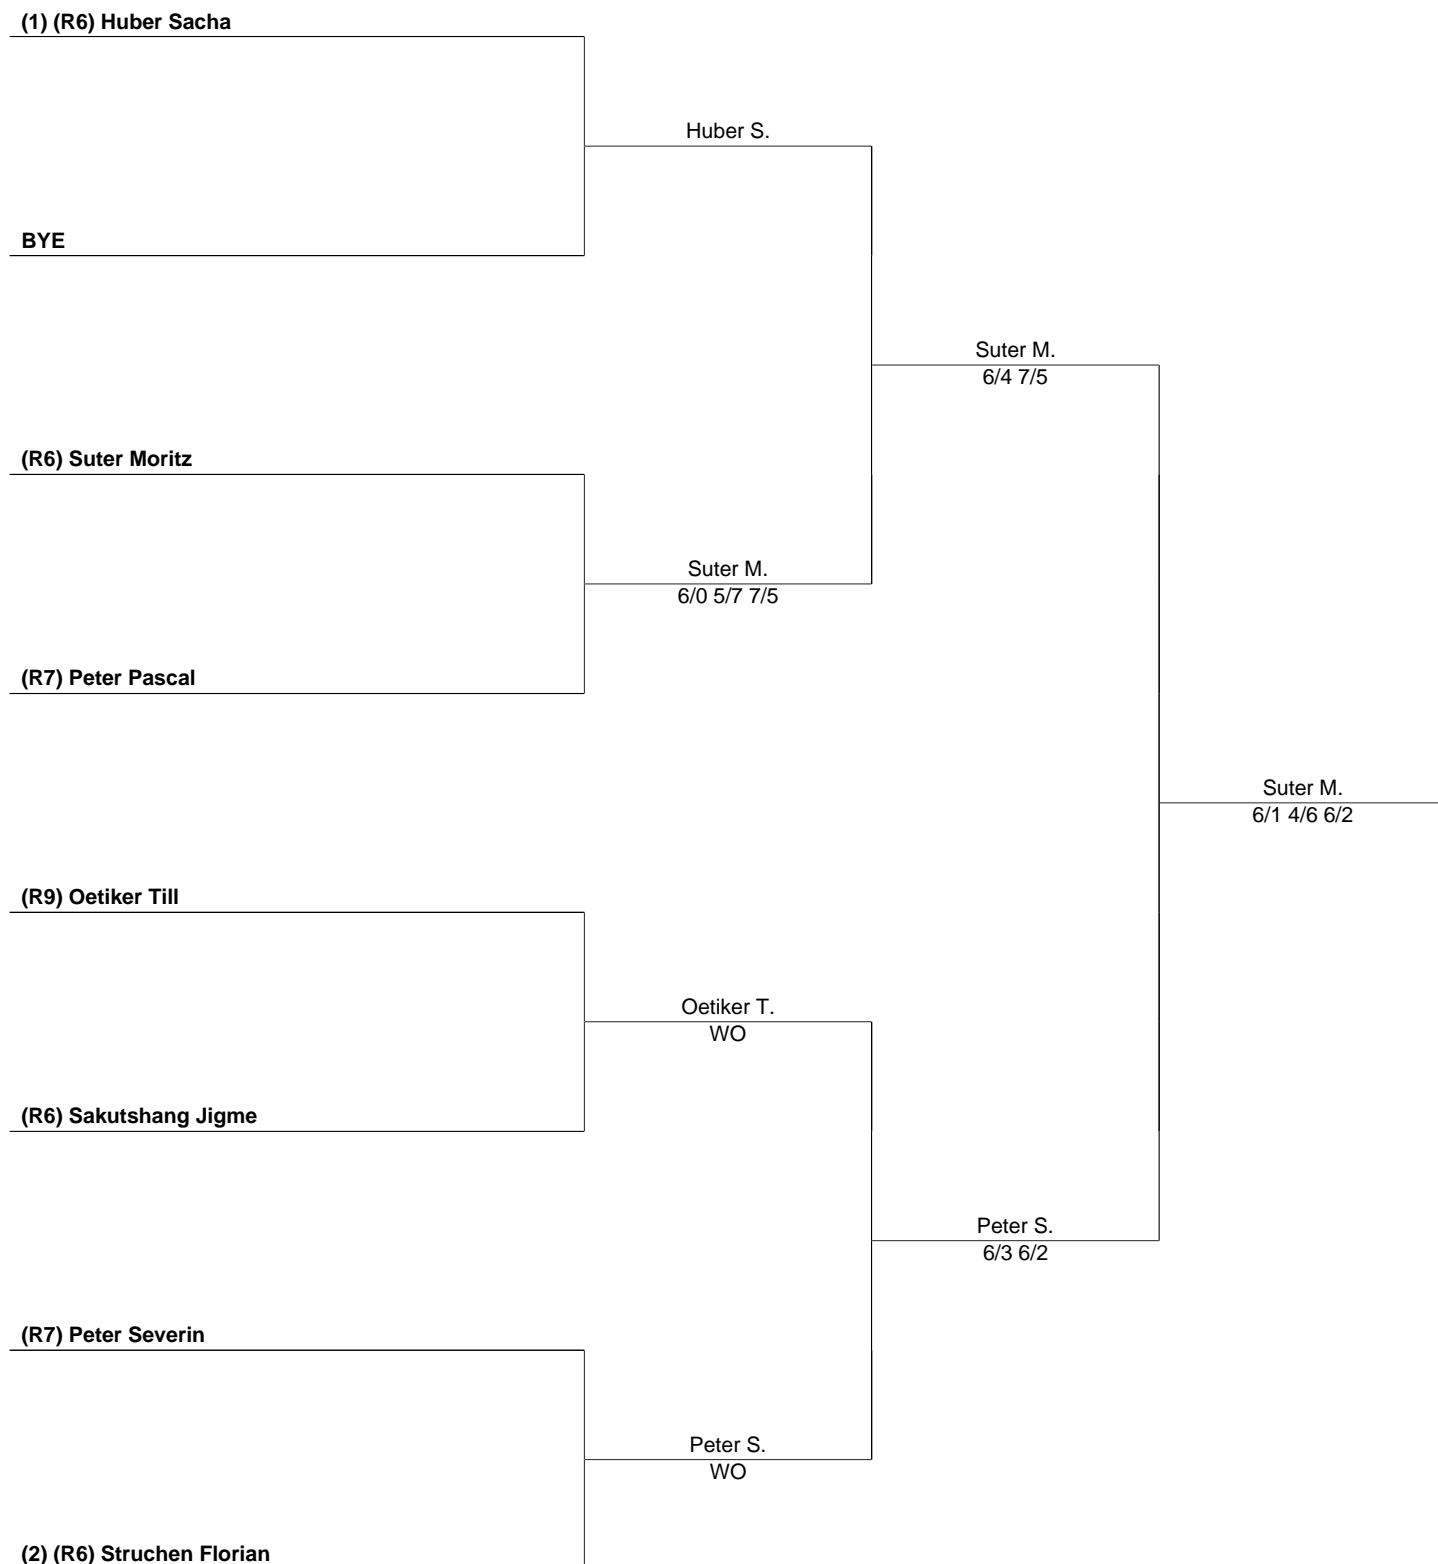 (1) (R6) Huber Sacha
Huber S.
BYE
Suter M.
6/4 7/5
(R6) Suter Moritz
Suter M.
6/0 5/7 7/5
(R7) Peter Pascal
Suter M.
6/1 4/6 6/2
(R9) Oetiker Till
Oetiker T.
WO
(R6) Sakutshang Jigme
Peter S.
6/3 6/2
(R7) Peter Severin
Peter S.
WO
(2) (R6) Struchen Florian